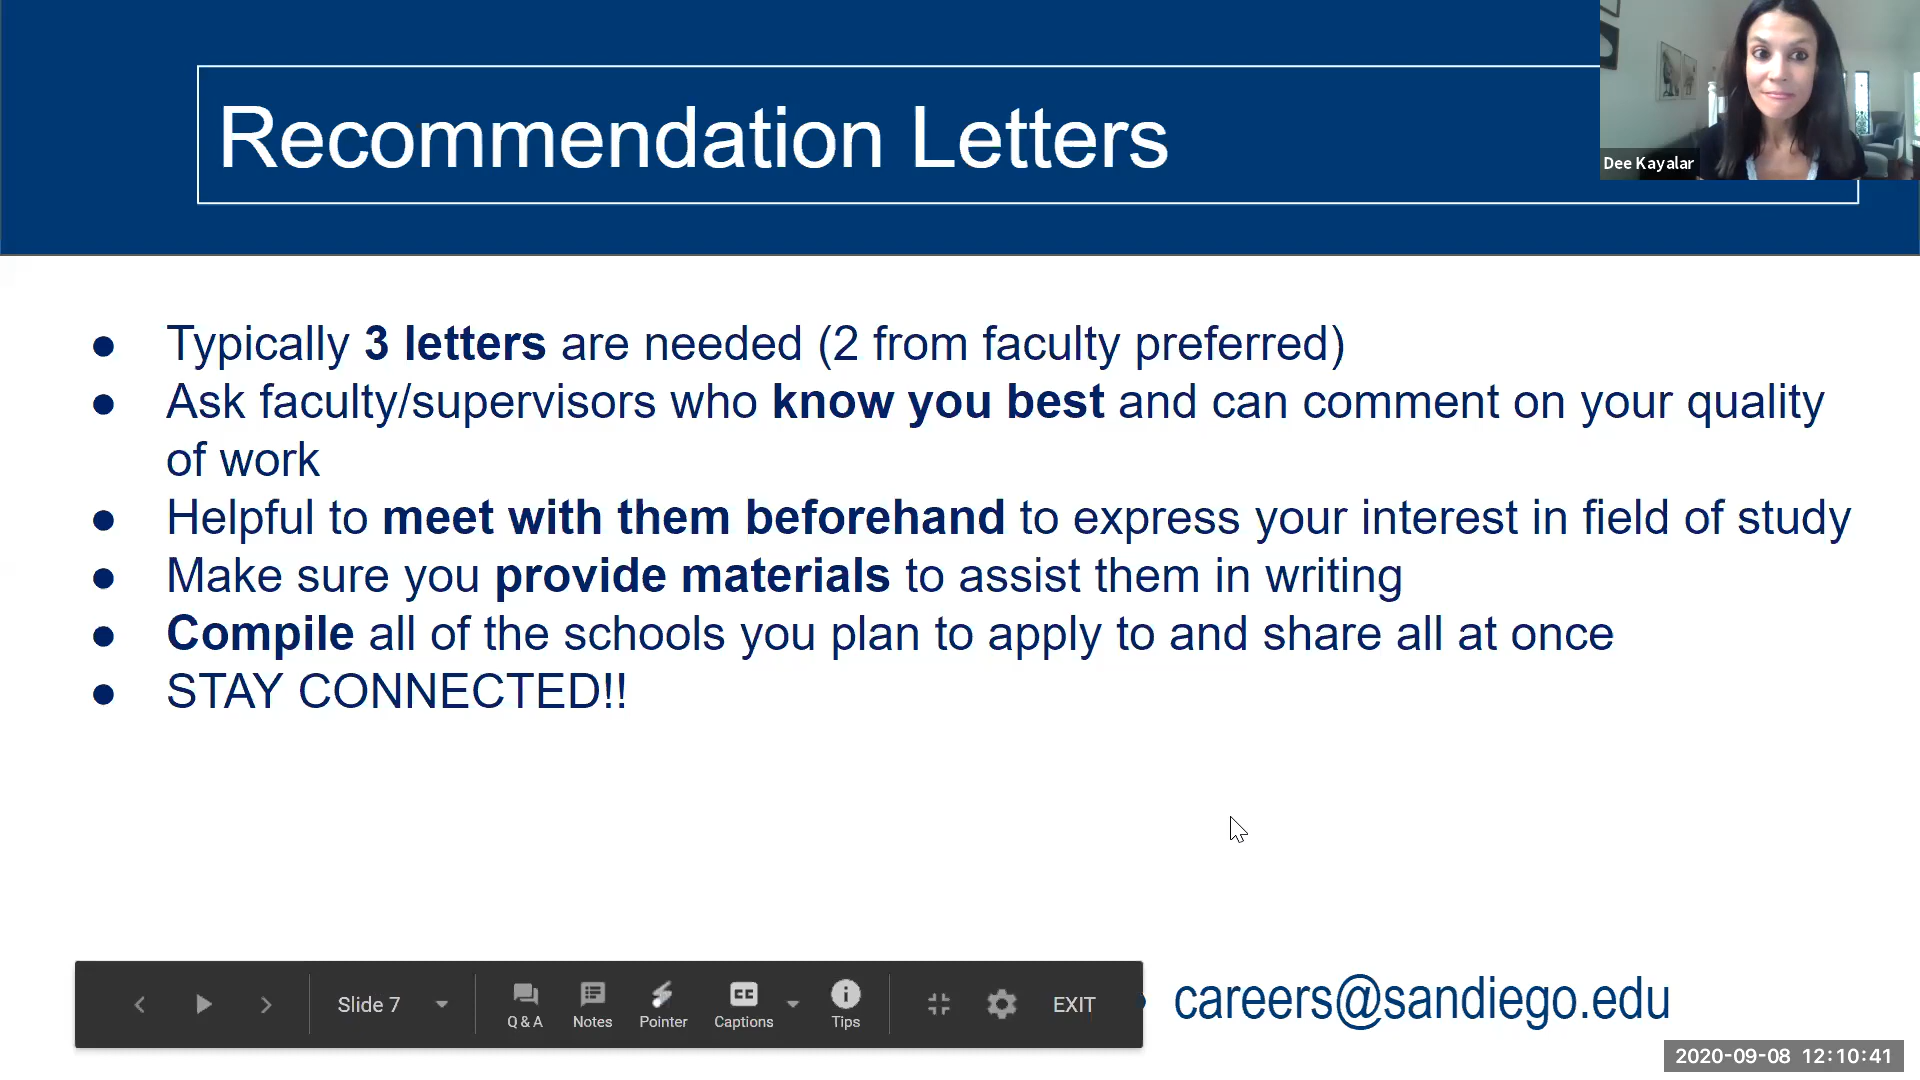 Recommendation Letters
Dee Kayalar
● Typically 3 letters are needed (2 from faculty preferred)
● Ask faculty/supervisors who know you best and can comment on your quality
of work
● Helpful to meet with them beforehand to express your interest in field of study
● Make sure you provide materials to assist them in writing
● Compile all of the schools you plan to apply to and share all at once
● STAY CONNECTED!!
Slide 7
Q & A
Notes
Pointer
Captions
Tips
EXIT
careers@sandiego.edu
2020-09-08 12:10:41